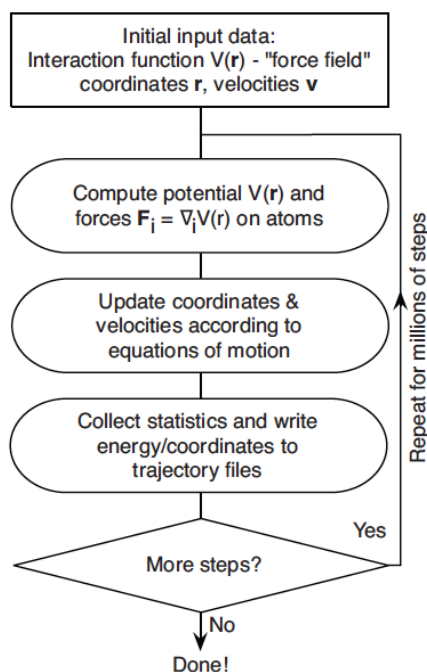 Initial input data:
Interaction function V(r) - "force field"
coordinates r, velocities v
Compute potential V(r) and
forces Fi = ∇iV(r) on atoms
Update coordinates &
velocities according to
equations of motion
Collect statistics and write
energy/coordinates to
trajectory files
More steps?
Yes
Repeat for millions of steps
No
Done!